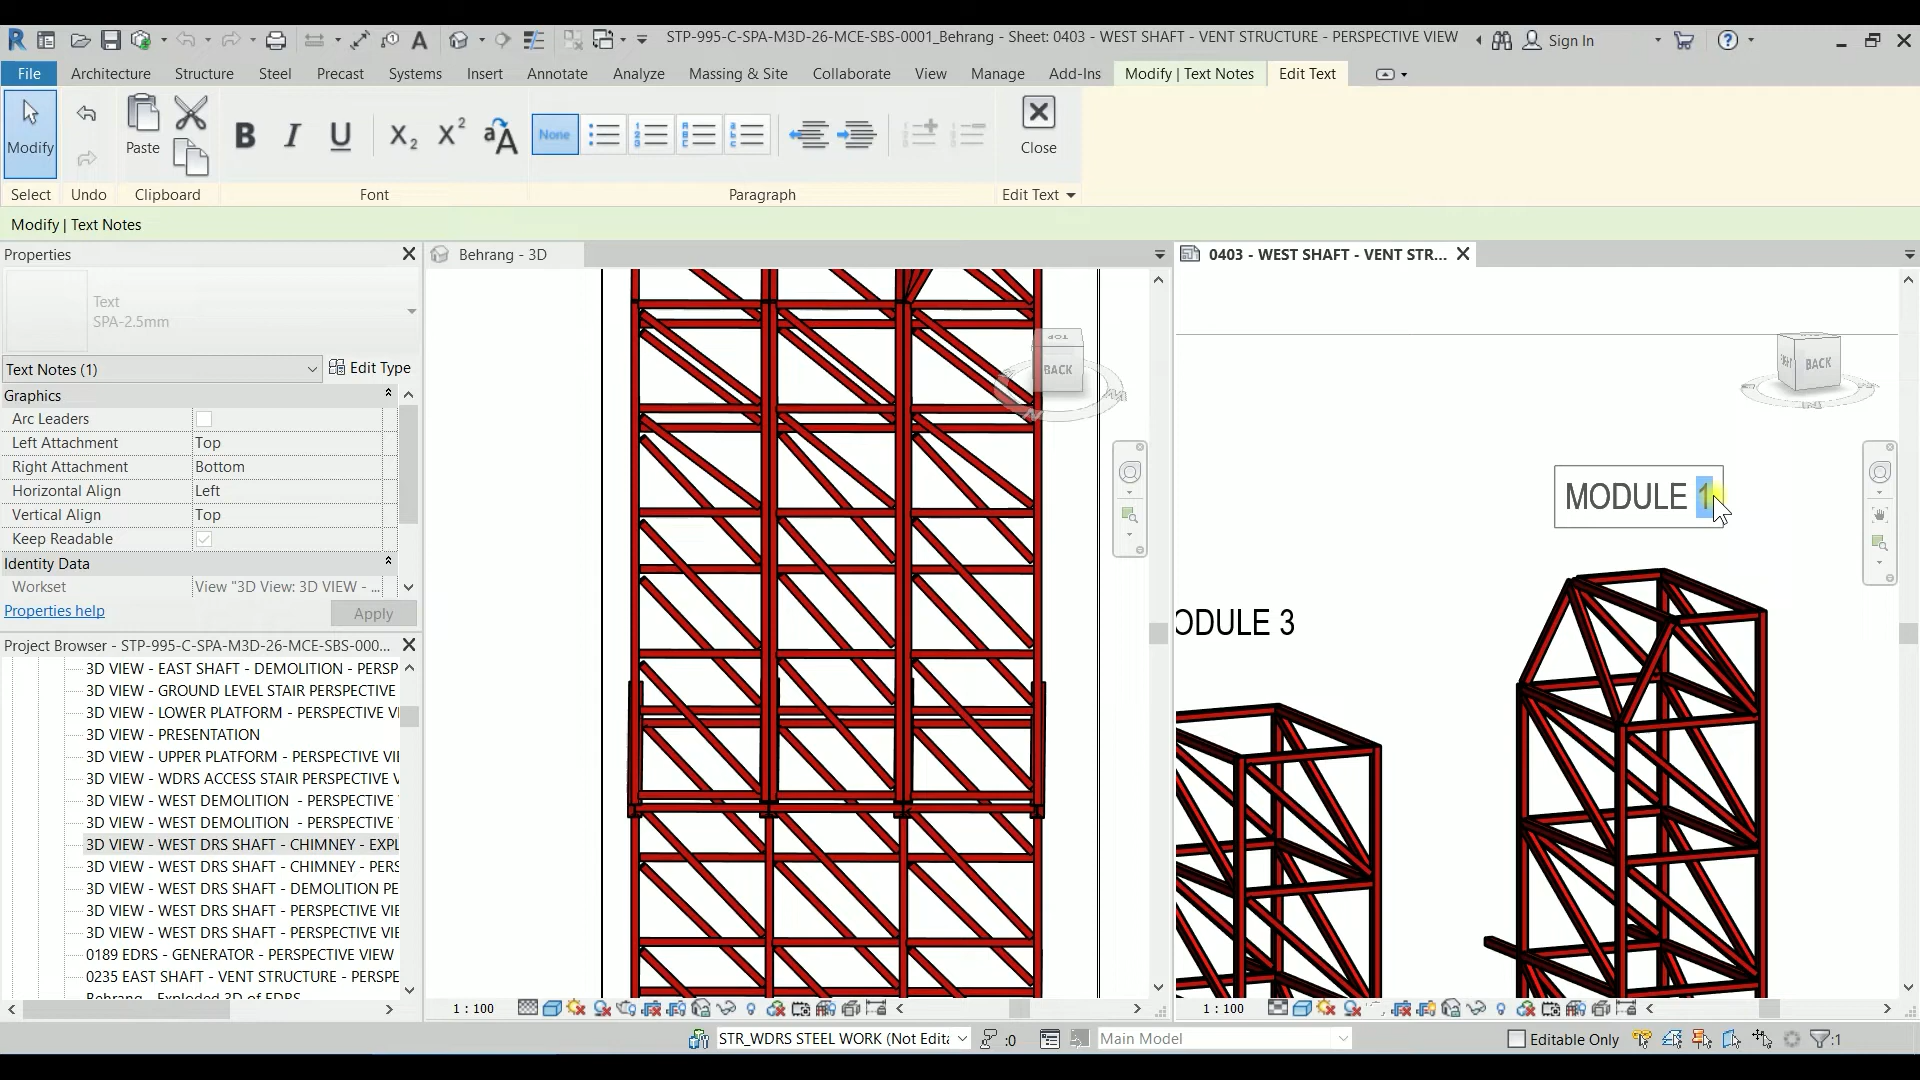 STP-995-C-SPA-M3D-26-MCE-SBS-0001_Behrang - Sheet: 0403 - WEST SHAFT - VENT STRUCTURE - PERSPECTIVE VIEW
Sign In
File Architecture Structure Steel Precast Systems Insert Annotate Analyze Massing & Site Collaborate View Manage Add-Ins Modify | Text Notes Edit Text
Modify Paste None Close
Select Undo Clipboard Font Paragraph Edit Text
Modify | Text Notes
Properties
Text
SPA-2.5mm
Text Notes (1) Edit Type
Graphics
Arc Leaders
Left Attachment Top
Right Attachment Bottom
Horizontal Align Left
Vertical Align Top
Keep Readable
Identity Data
Workset View "3D View: 3D VIEW - ...
Properties help Apply
Project Browser - STP-995-C-SPA-M3D-26-MCE-SBS-000...
3D VIEW - EAST SHAFT - DEMOLITION - PERSP
3D VIEW - GROUND LEVEL STAIR PERSPECTIVE
3D VIEW - LOWER PLATFORM - PERSPECTIVE VI
3D VIEW - PRESENTATION
3D VIEW - UPPER PLATFORM - PERSPECTIVE VIE
3D VIEW - WDRS ACCESS STAIR PERSPECTIVE V
3D VIEW - WEST DEMOLITION - PERSPECTIVE
3D VIEW - WEST DEMOLITION - PERSPECTIVE
3D VIEW - WEST DRS SHAFT - CHIMNEY - EXPL
3D VIEW - WEST DRS SHAFT - CHIMNEY - PERS
3D VIEW - WEST DRS SHAFT - DEMOLITION PE
3D VIEW - WEST DRS SHAFT - PERSPECTIVE VIE
3D VIEW - WEST DRS SHAFT - PERSPECTIVE VIE
0189 EDRS - GENERATOR - PERSPECTIVE VIEW
0235 EAST SHAFT - VENT STRUCTURE - PERSPE
Behrang - Exploded 3D of EDRS
Behrang - 3D
TOP
BACK
1 : 100
0403 - WEST SHAFT - VENT STR...
BACK
MODULE 1
ODULE 3
1 : 100
STR_WDRS STEEL WORK (Not Edita :0 Main Model Editable Only :1